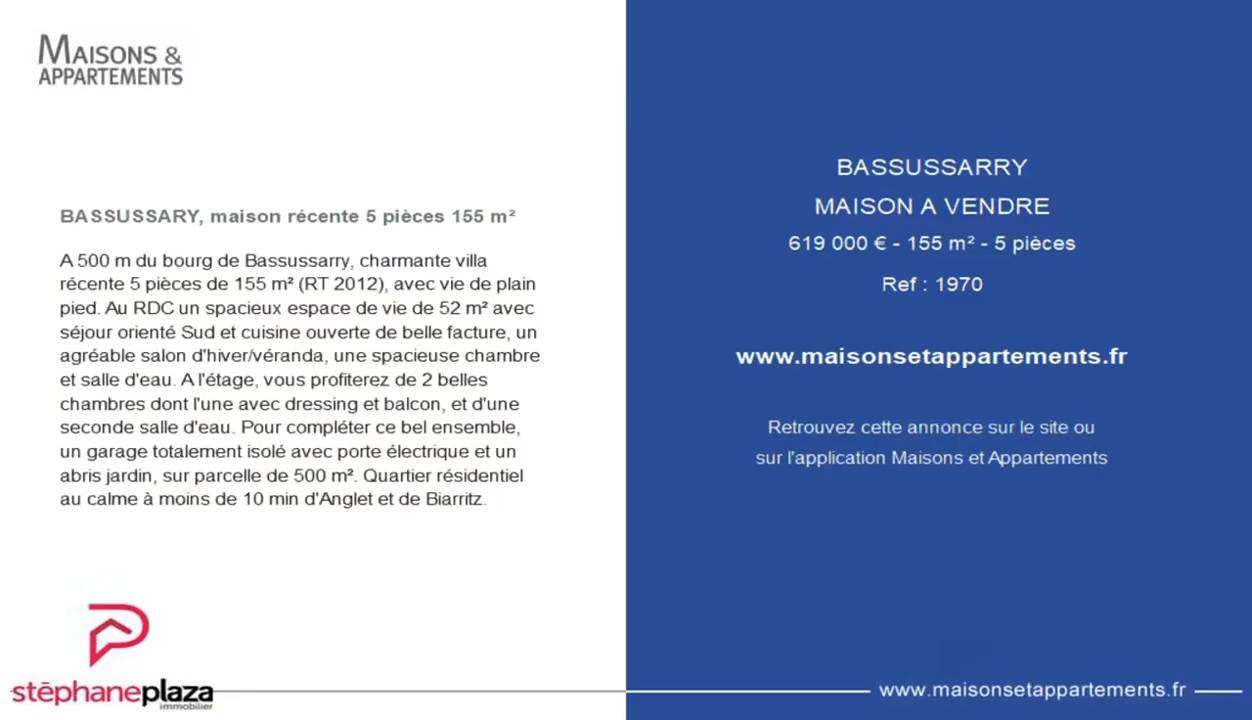 MAISONS &
APPARTEMENTS
BASSUSSARY, maison récente 5 pièces 155 m²
A 500 m du bourg de Bassussarry, charmante villa
récente 5 pièces de 155 m² (RT 2012), avec vie de plain
pied. Au RDC un spacieux espace de vie de 52 m² avec
séjour orienté Sud et cuisine ouverte de belle facture, un
agréable salon d'hiver/véranda, une spacieuse chambre
et salle d'eau. A l'étage, vous profiterez de 2 belles
chambres dont l'une avec dressing et balcon, et d'une
seconde salle d'eau. Pour compléter ce bel ensemble,
un garage totalement isolé avec porte électrique et un
abris jardin, sur parcelle de 500 m². Quartier résidentiel
au calme à moins de 10 min d'Anglet et de Biarritz.
stéphaneplaza
immobilier
BASSUSSARRY
MAISON A VENDRE
619 000 € - 155 m² - 5 pièces
Ref : 1970
www.maisonsetappartements.fr
Retrouvez cette annonce sur le site ou
sur l'application Maisons et Appartements
www.maisonsetappartements.fr